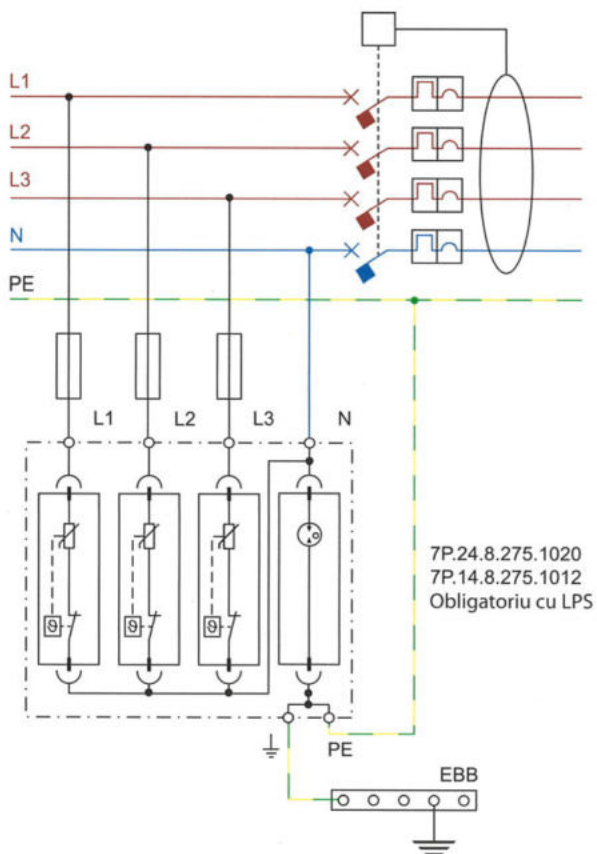 L1
L2
L3
N
PE
L1 L2 L3 N
7P.24.8.275.1020
7P.14.8.275.1012
Obligatoriu cu LPS
ϑ ϑ ϑ
PE
EBB